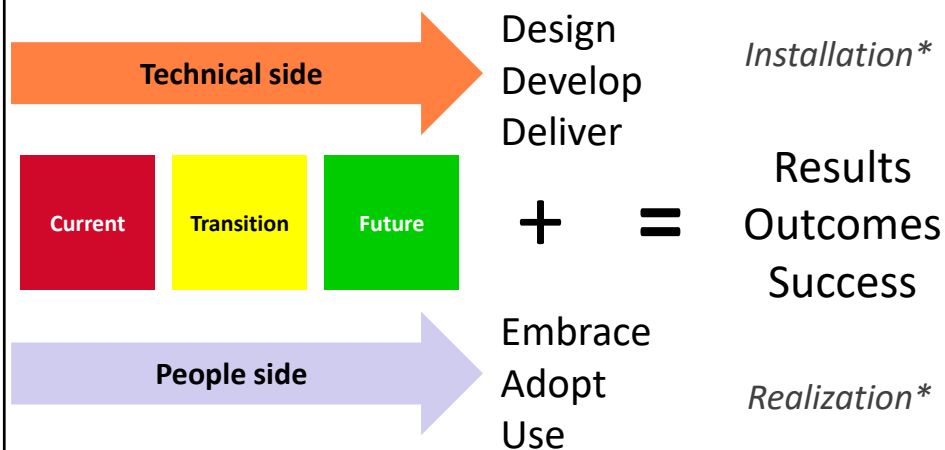 Technical side
Design
Develop
Deliver
Installation*
Current
Transition
Future
+
=
Results
Outcomes
Success
People side
Embrace
Adopt
Use
Realization*